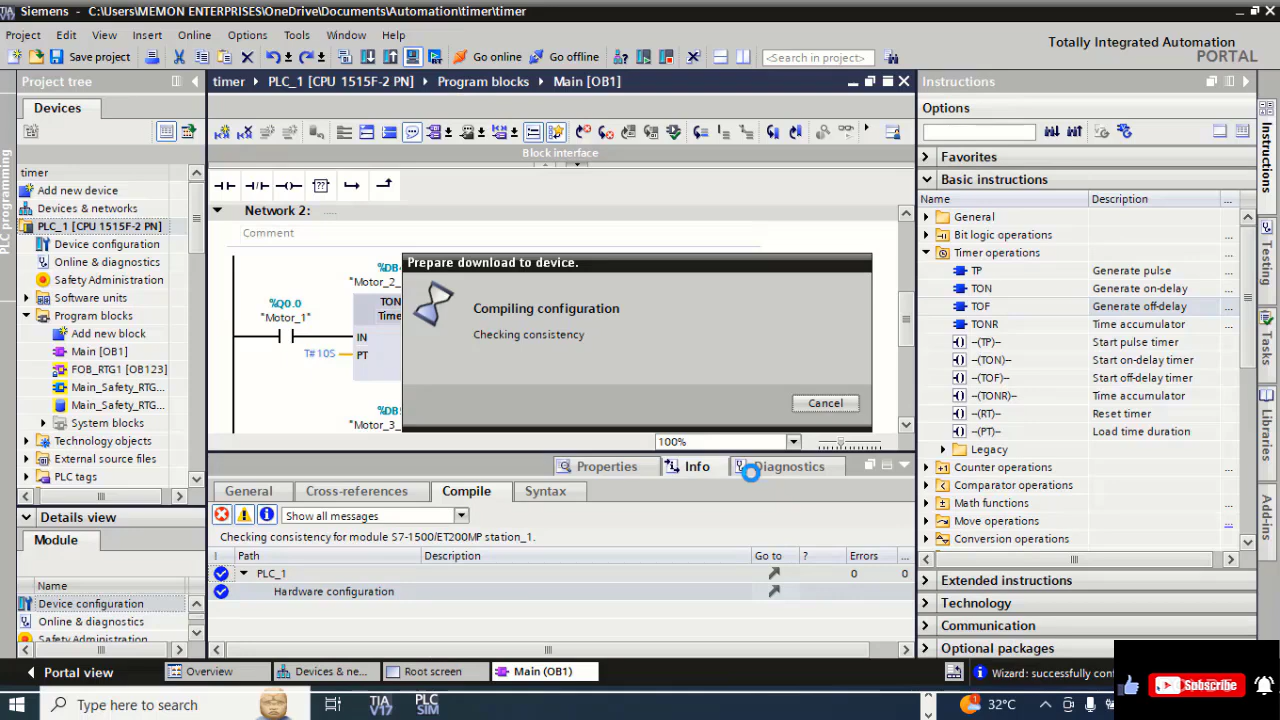 Siemens - C:\Users\MEMON ENTERPRISES\OneDrive\Documents\Automation\timer\timer
TIA V17
Project Edit View Insert Online Options Tools Window Help
Totally Integrated Automation
PORTAL
Save project
Go online
Go offline
<Search in project>
Project tree
timer PLC_1 [CPU 1515F-2 PN] Program blocks Main [OB1]
Instructions
Devices
Options
Block interface
Favorites
timer
Add new device
Devices & networks
PLC_1 [CPU 1515F-2 PN]
Device configuration
Online & diagnostics
Safety Administration
Software units
Program blocks
Add new block
Main [OB1]
FOB_RTG1 [OB123]
Main_Safety_RTG...
Main_Safety_RTG...
System blocks
Technology objects
External source files
PLC tags
Details view
Module
Name
Device configuration
Online & diagnostics
Safety Administration
PLC programming
Network 2: .....
Comment
%DB
"Motor_2_
%Q0.0
"Motor_1"
TON
Time
IN
T#10S
PT
%DB
"Motor_3_
Prepare download to device.
Compiling configuration
Checking consistency
Cancel
100%
Properties Info Diagnostics
General Cross-references Compile Syntax
Show all messages
Checking consistency for module S7-1500/ET200MP station_1.
! Path Description Go to ? Errors ...
PLC_1 0 0
Hardware configuration
Basic instructions
Name Description ...
General
Bit logic operations ...
Timer operations ...
TP Generate pulse ...
TON Generate on-delay ...
TOF Generate off-delay ...
TONR Time accumulator ...
-(TP)- Start pulse timer ...
-(TON)- Start on-delay timer ...
-(TOF)- Start off-delay timer ...
-(TONR)- Time accumulator ...
-(RT)- Reset timer ...
-(PT)- Load time duration ...
Legacy
Counter operations ...
Comparator operations ...
Math functions ...
Move operations ...
Conversion operations ...
Extended instructions
Technology
Communication
Optional packages
Instructions
Testing
Tasks
Libraries
Add-ins
Portal view
Overview
Devices & ne...
Root screen
Main (OB1)
Wizard: successfully con
Subscribe
Type here to search
TIA V17
PLC SIM
32°C